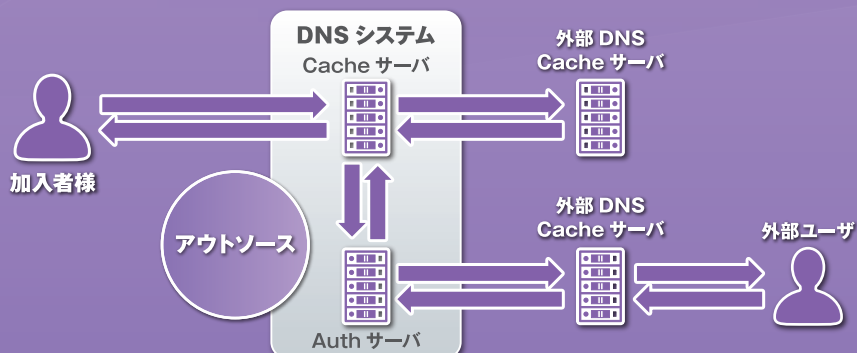 DNS システム
Cache サーバ
外部 DNS
Cache サーバ
加入者様
アウトソース
外部 DNS
Cache サーバ
外部ユーザ
Auth サーバ